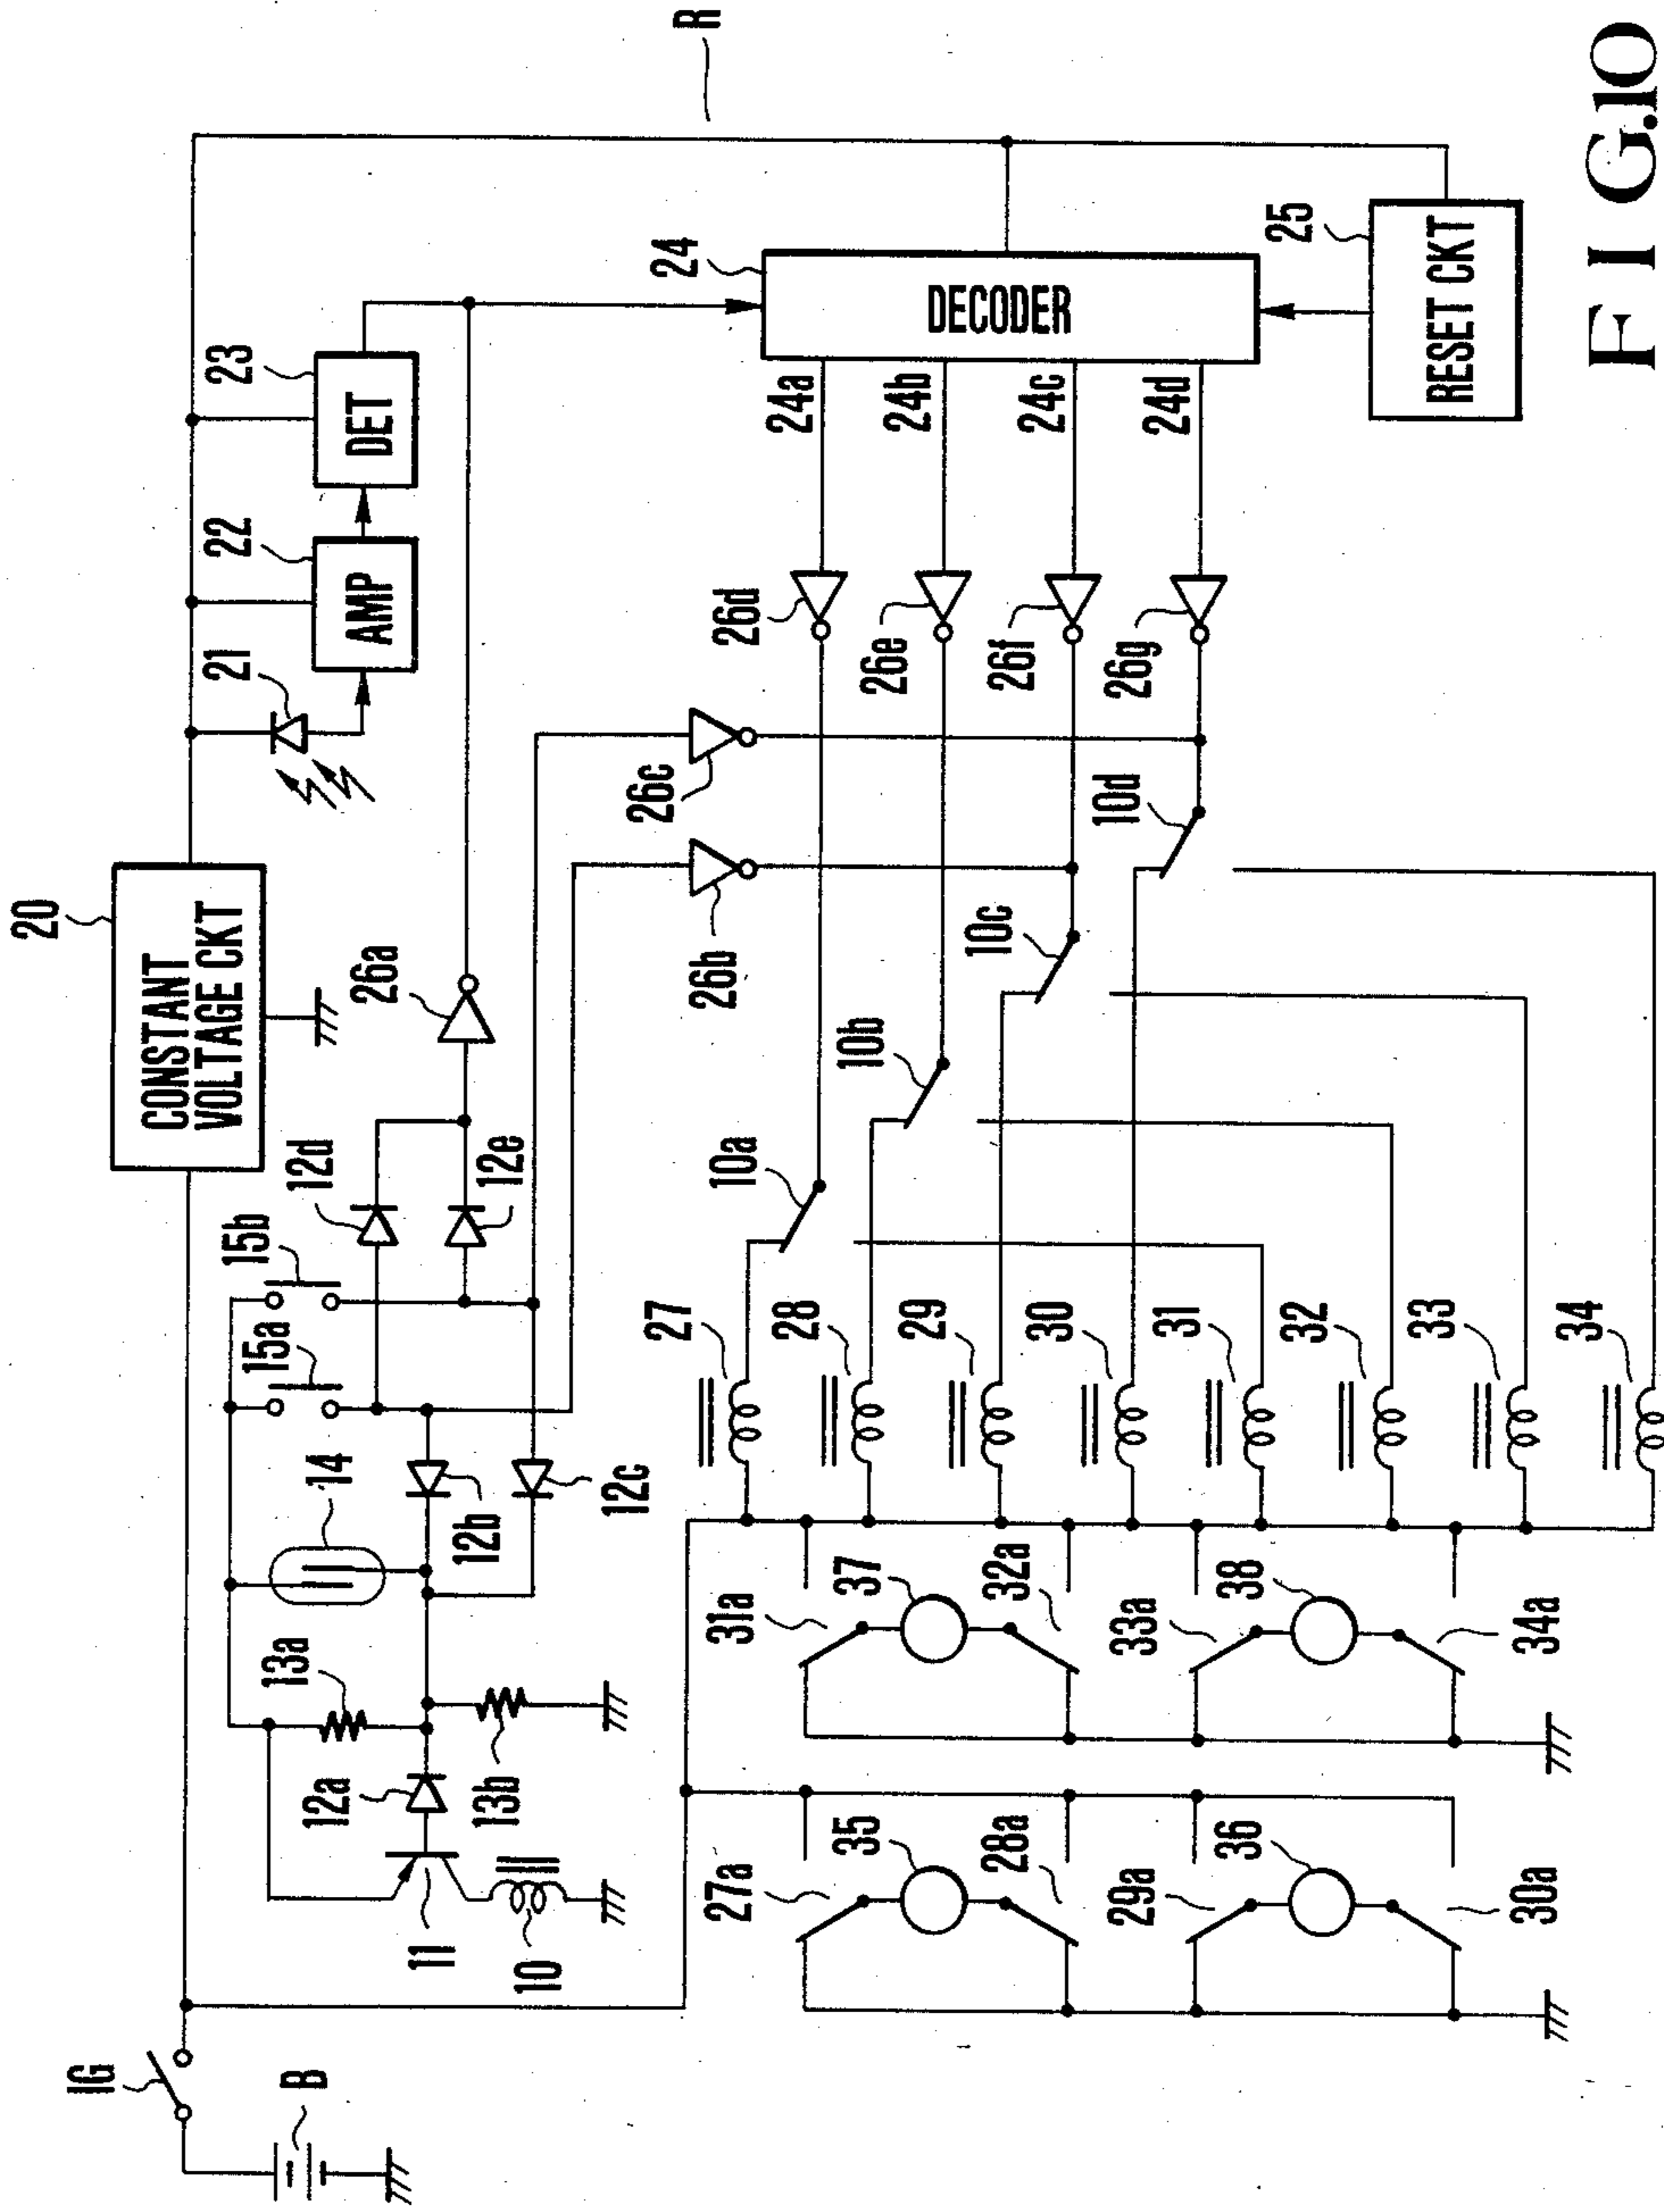 IG
B
20
CONSTANT
VOLTAGE CKT
R
21
22
AMP
23
DET
11
10
12a
13a
13b
14
12b
12c
15a
15b
12d
12e
26a
26b
26c
24
DECODER
24a
24b
24c
24d
25
RESET CKT
26d
26e
26f
26g
10a
10b
10c
10d
27
28
29
30
31
32
33
34
31a
37
32a
33a
38
34a
27a
35
28a
29a
36
30a
FIG.10